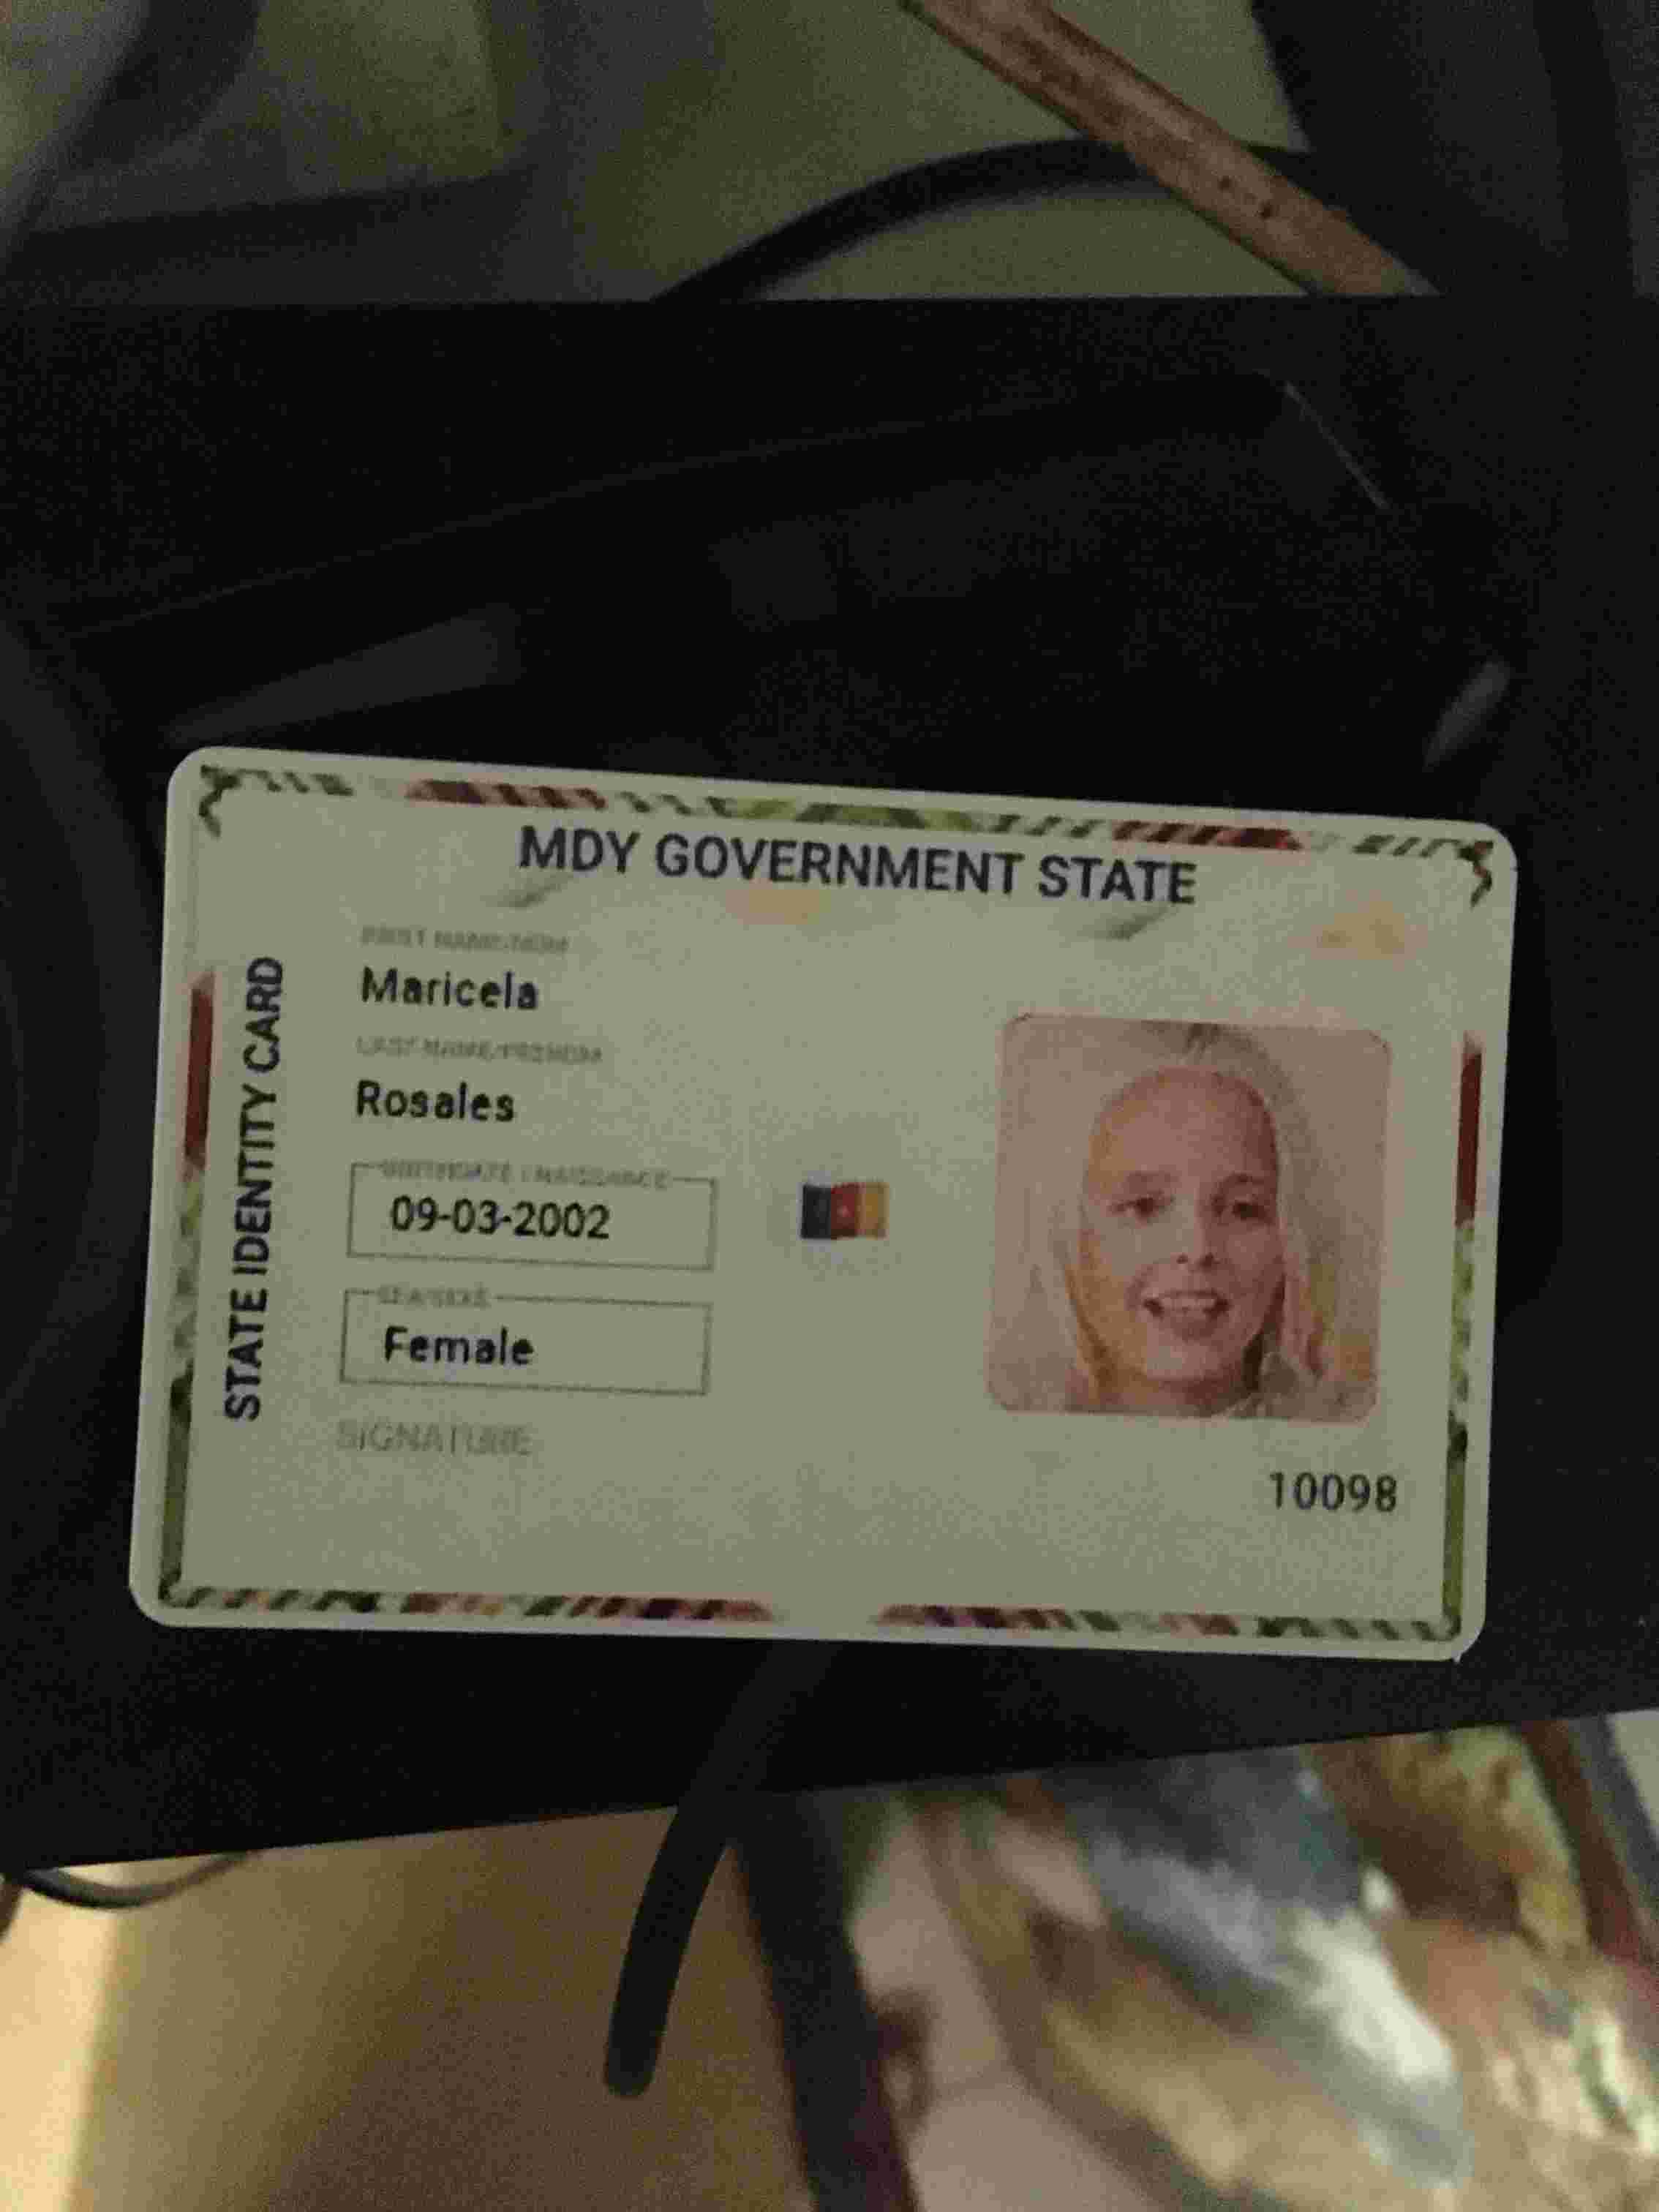 MDY GOVERNMENT STATE
STATE IDENTITY CARD
FIRST NAME/NOM
Maricela
LAST NAME/PRENOM
Rosales
BIRTHDATE / NAISSANCE
09-03-2002
SEX/SEXE
Female
SIGNATURE
10098